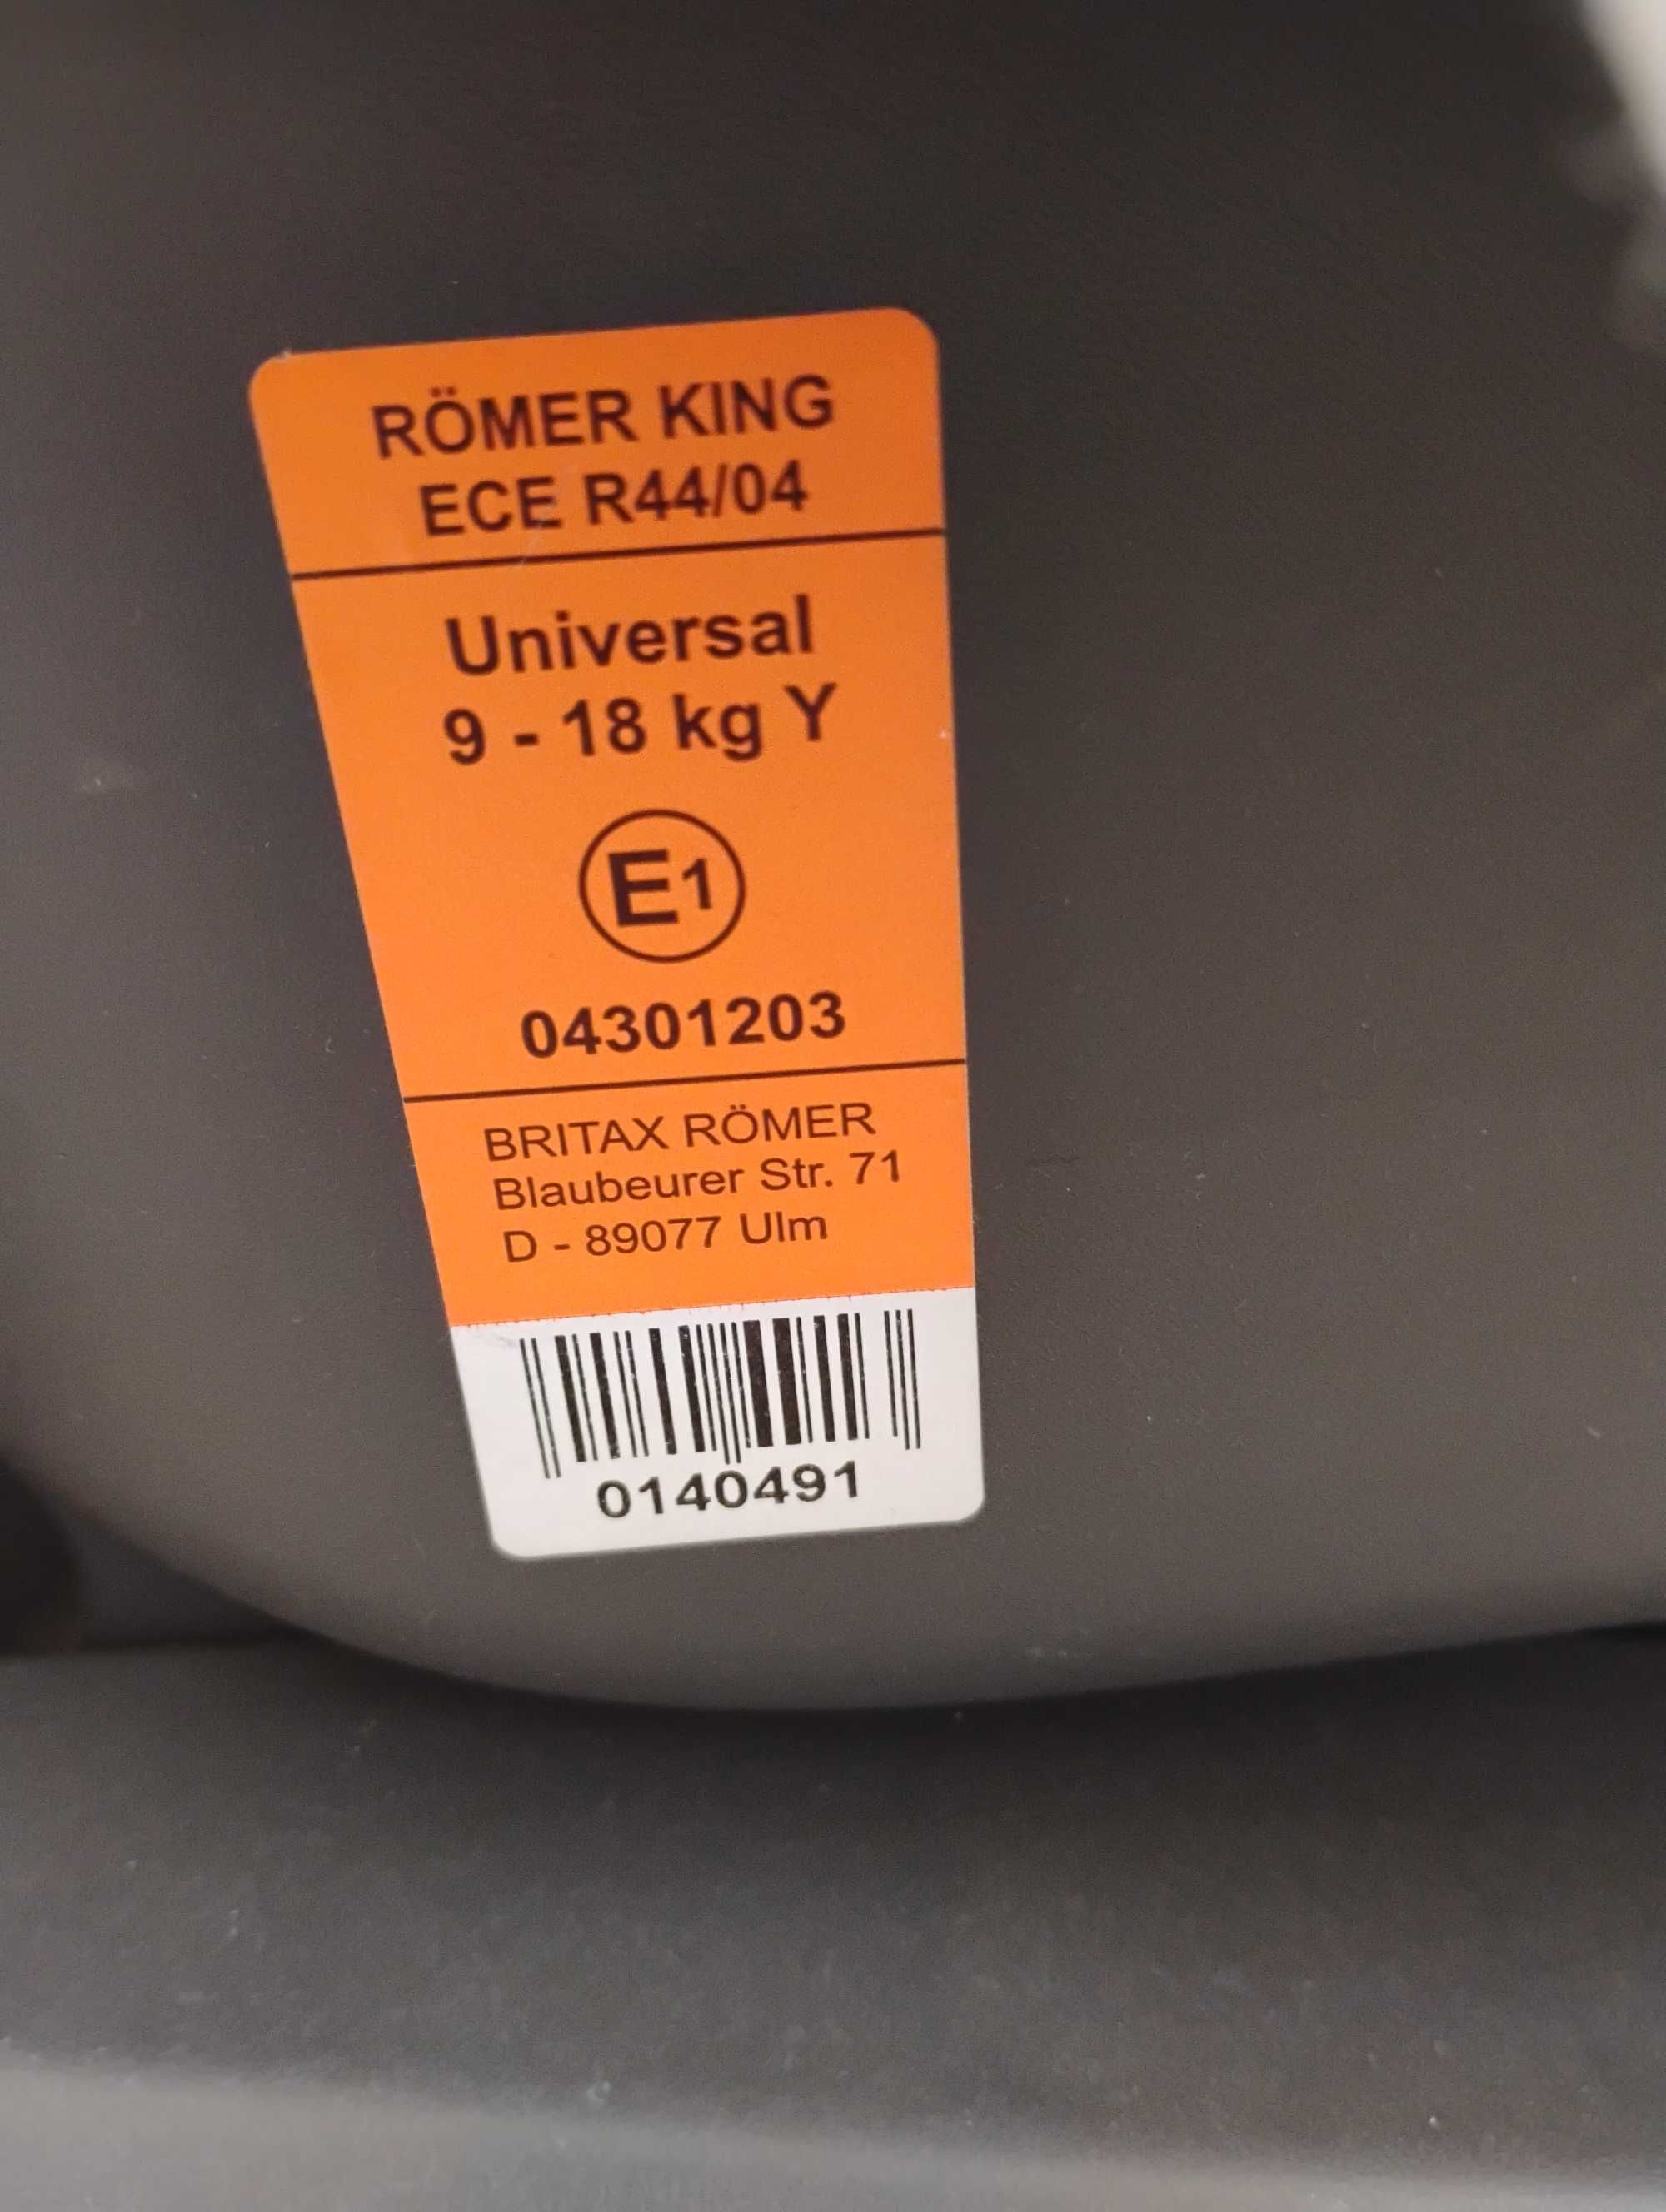 RÖMER KING
ECE R44/04
Universal
9 - 18 kg Y
E1
04301203
BRITAX RÖMER
Blaubeurer Str. 71
D - 89077 Ulm
0140491